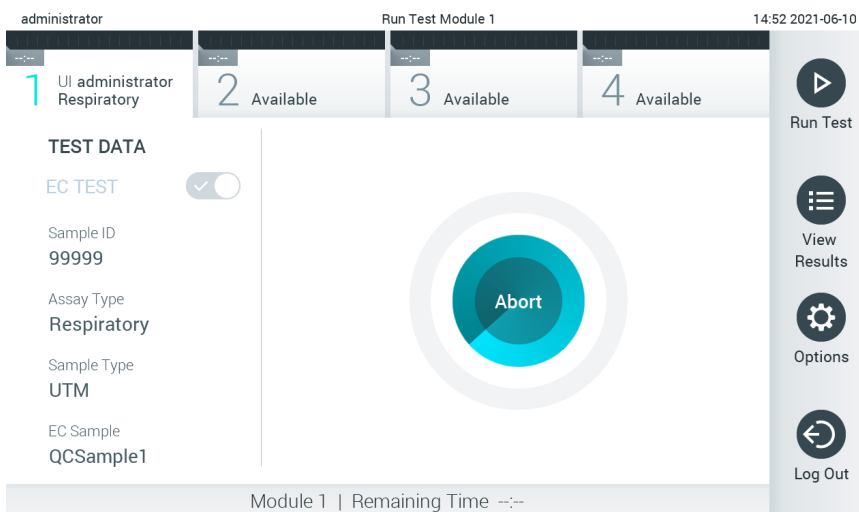 administrator
Run Test Module 1
14:52 2021-06-10
--:--
1
UI administrator
Respiratory
--:--
2
Available
--:--
3
Available
--:--
4
Available
TEST DATA
EC TEST
Sample ID
99999
Assay Type
Respiratory
Sample Type
UTM
EC Sample
QCSample1
Abort
Module 1 | Remaining Time --:--
Run Test
View
Results
Options
Log Out